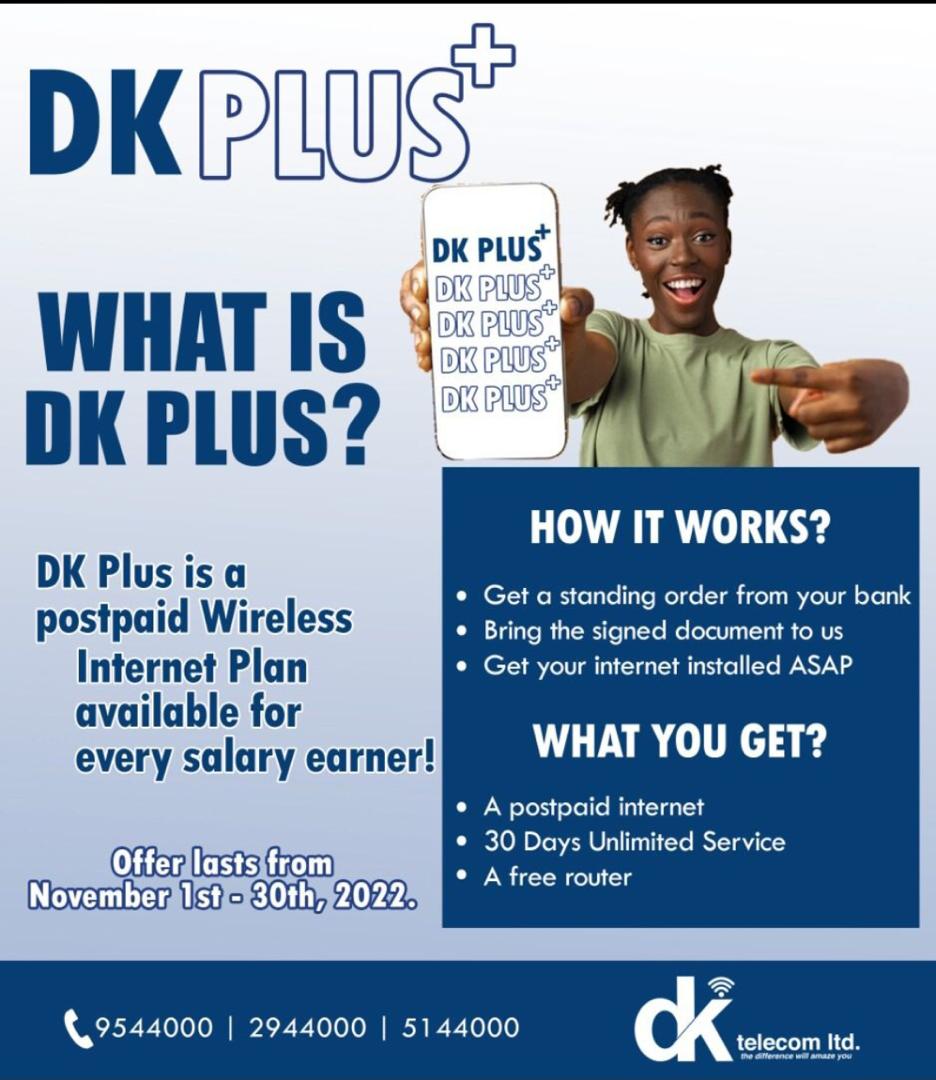 DK PLUS+
DK PLUS+
DK PLUS+
DK PLUS+
DK PLUS+
DK PLUS+
WHAT IS
DK PLUS?
DK Plus is a
postpaid Wireless
Internet Plan
available for
every salary earner!
Offer lasts from
November 1st - 30th, 2022.
HOW IT WORKS?
• Get a standing order from your bank
• Bring the signed document to us
• Get your internet installed ASAP
WHAT YOU GET?
• A postpaid internet
• 30 Days Unlimited Service
• A free router
9544000 | 2944000 | 5144000
dk
telecom ltd.
the difference will amaze you